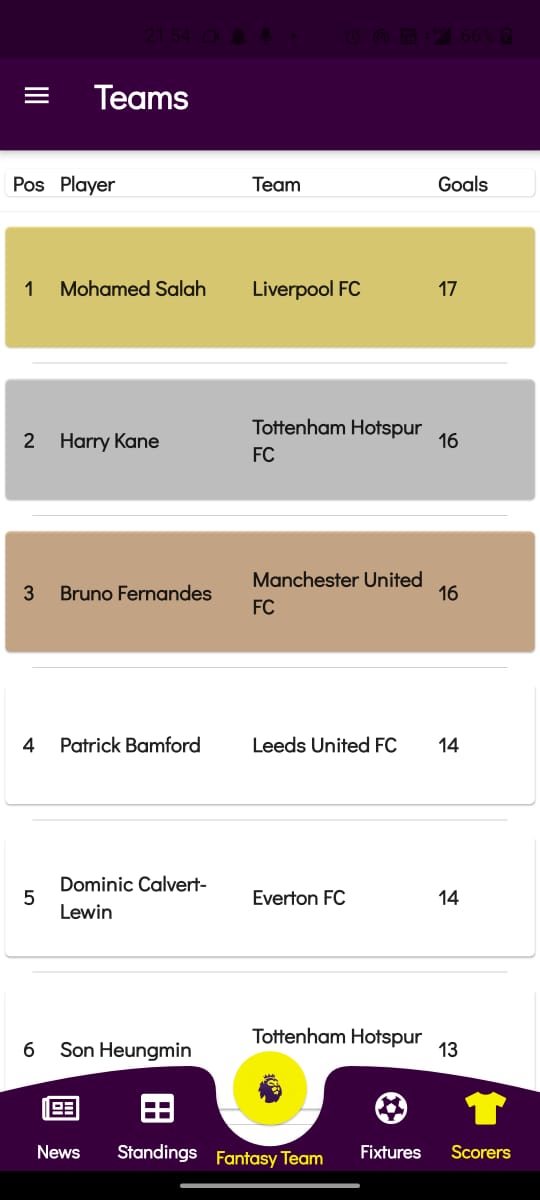 21:54 66%
Teams
Pos Player Team Goals
1 Mohamed Salah Liverpool FC 17
Tottenham Hotspur
2 Harry Kane 16
FC
Manchester United
3 Bruno Fernandes 16
FC
4 Patrick Bamford Leeds United FC 14
Dominic Calvert-
5 Everton FC 14
Lewin
Tottenham Hotspur
6 Son Heungmin 13
News Standings Fantasy Team Fixtures Scorers